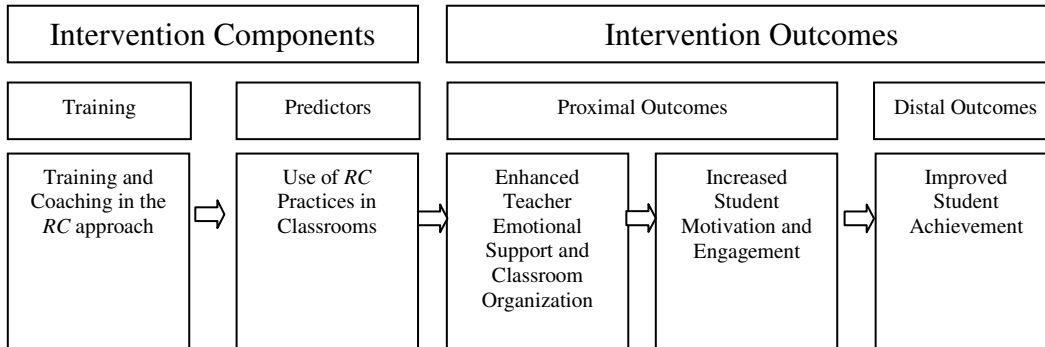 Intervention Components
Intervention Outcomes
Training
Predictors
Proximal Outcomes
Distal Outcomes
Training and
Coaching in the
RC approach
Use of RC
Practices in
Classrooms
Enhanced
Teacher
Emotional
Support and
Classroom
Organization
Increased
Student
Motivation and
Engagement
Improved
Student
Achievement